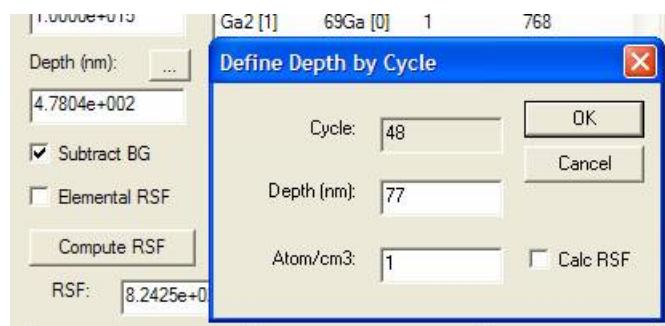 1.0000e+015
Ga2 [1] 69Ga [0] 1 768
Depth (nm): ...
4.7804e+002
Subtract BG
Elemental RSF
Compute RSF
RSF: 8.2425e+0
Define Depth by Cycle
Cycle: 48
OK
Cancel
Depth (nm): 77
Atom/cm3: 1
Calc RSF